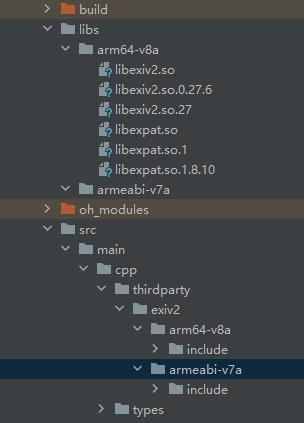 build
libs
arm64-v8a
libexiv2.so
libexiv2.so.0.27.6
libexiv2.so.27
libexpat.so
libexpat.so.1
libexpat.so.1.8.10
armeabi-v7a
oh_modules
src
main
cpp
thirdparty
exiv2
arm64-v8a
include
armeabi-v7a
include
types